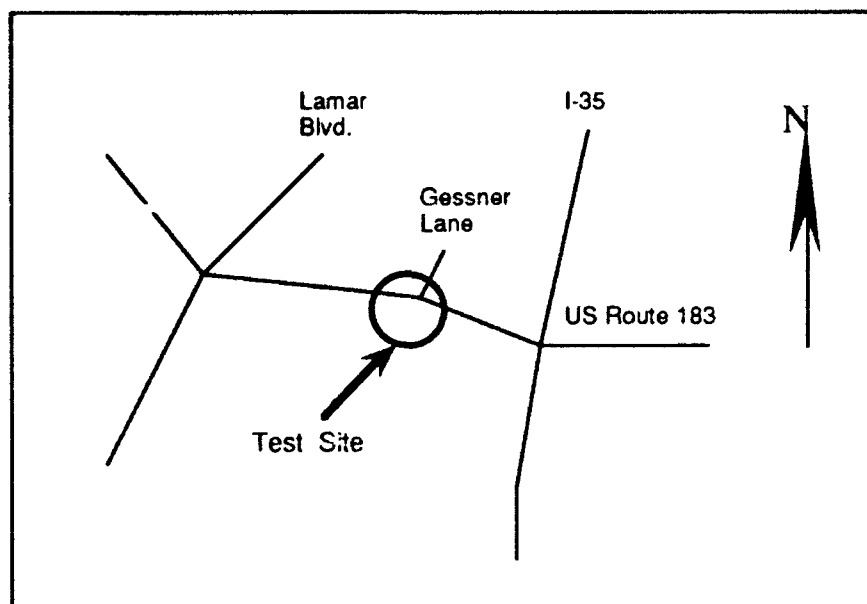 Lamar
Blvd.
I-35
N
Gessner
Lane
US Route 183
Test Site